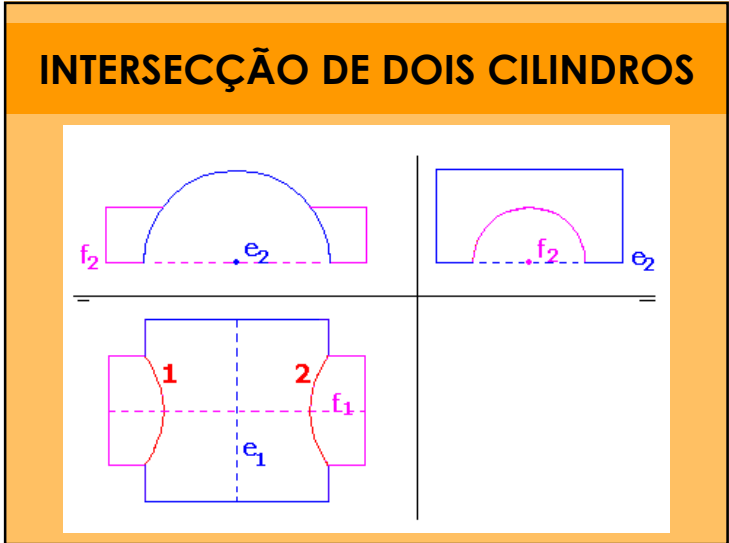 INTERSECÇÃO DE DOIS CILINDROS
f2 e2 f2 e2
1 2
f1
e1